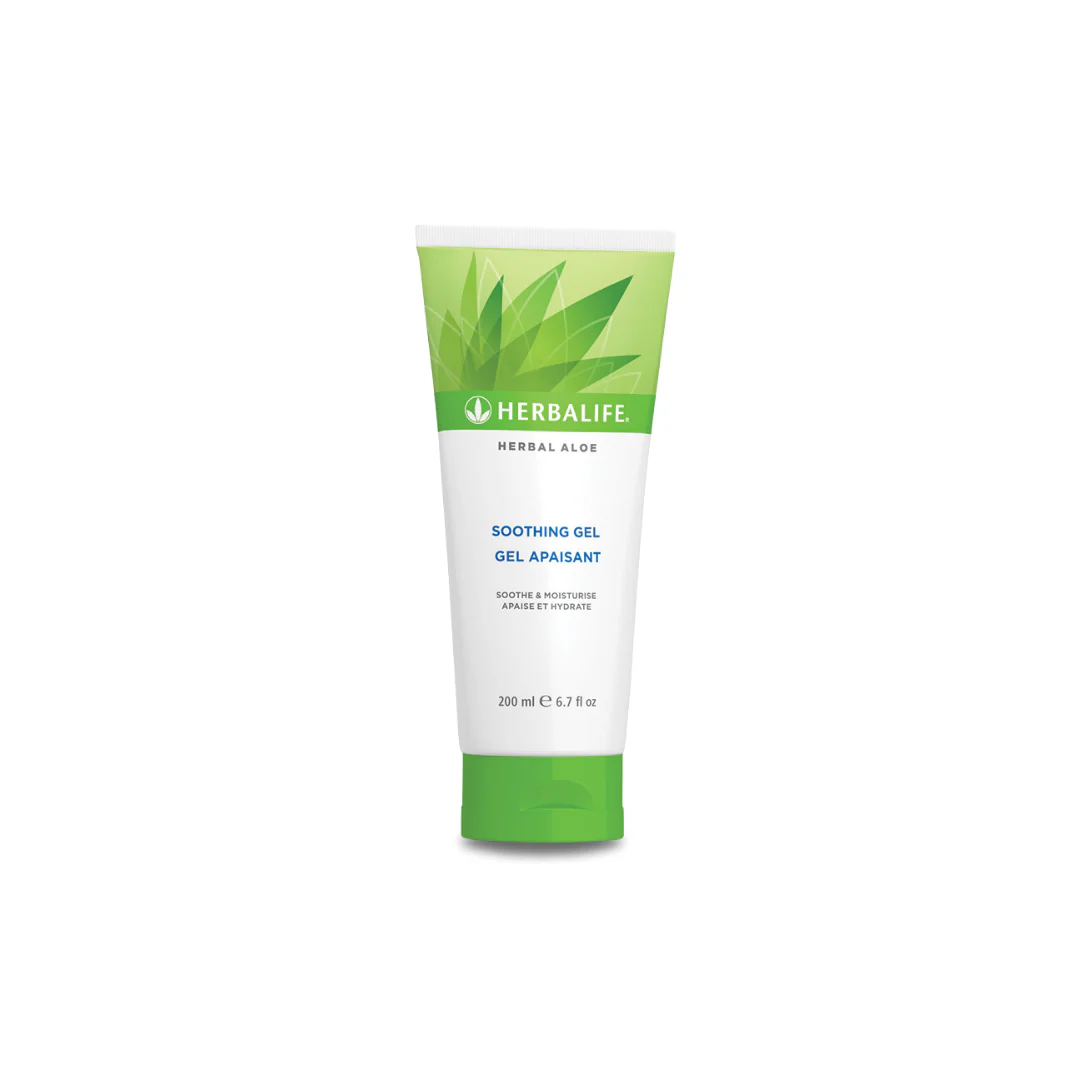 HERBALIFE®
HERBAL ALOE
SOOTHING GEL
GEL APAISANT
SOOTHE & MOISTURISE
APAISE ET HYDRATE
200 ml ℮ 6.7 fl oz